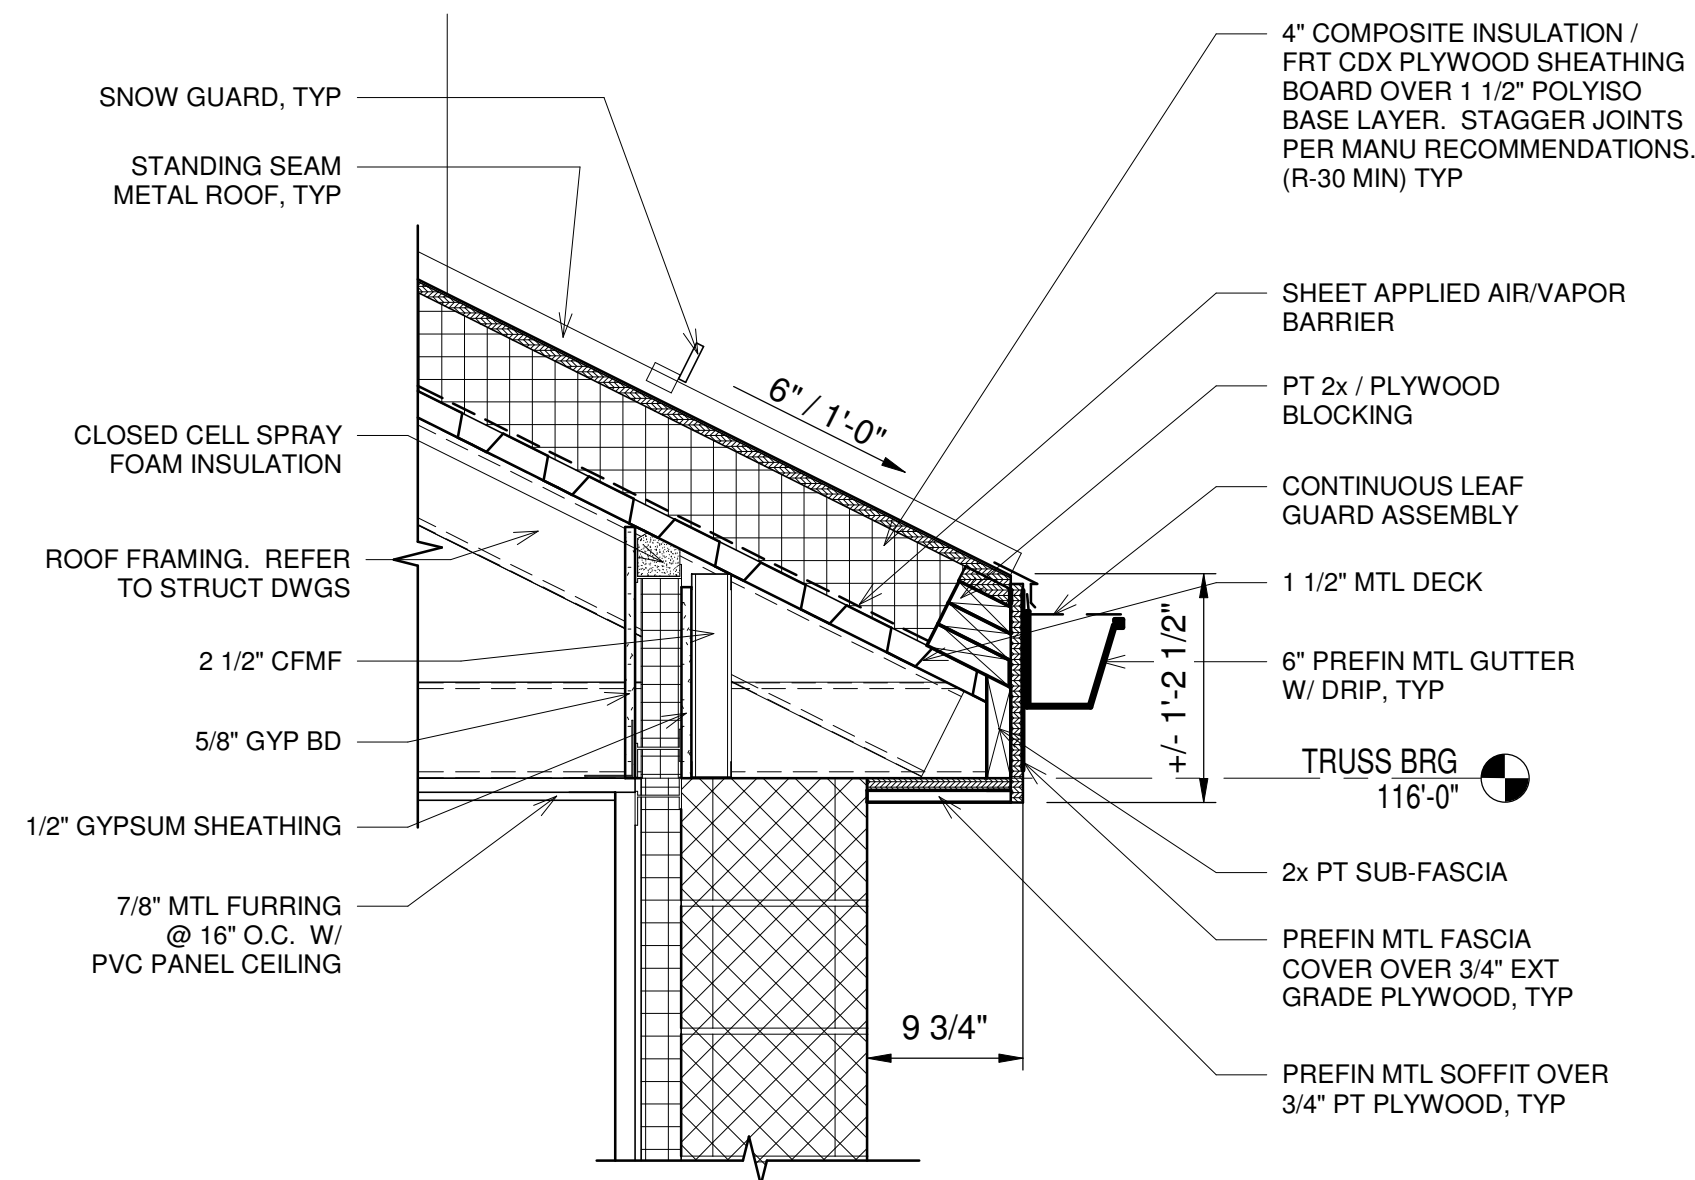 SNOW GUARD, TYP
STANDING SEAM
METAL ROOF, TYP
CLOSED CELL SPRAY
FOAM INSULATION
ROOF FRAMING.  REFER
TO STRUCT DWGS
2 1/2" CFMF
5/8" GYP BD
1/2" GYPSUM SHEATHING
7/8" MTL FURRING
@ 16" O.C.  W/
PVC PANEL CEILING
6" / 1'-0"
9 3/4"
+/- 1'-2 1/2"
4" COMPOSITE INSULATION /
FRT CDX PLYWOOD SHEATHING
BOARD OVER 1 1/2" POLYISO
BASE LAYER.  STAGGER JOINTS
PER MANU RECOMMENDATIONS.
(R-30 MIN) TYP
SHEET APPLIED AIR/VAPOR
BARRIER
PT 2x / PLYWOOD
BLOCKING
CONTINUOUS LEAF
GUARD ASSEMBLY
1 1/2" MTL DECK
6" PREFIN MTL GUTTER
W/ DRIP, TYP
TRUSS BRG
116'-0"
2x PT SUB-FASCIA
PREFIN MTL FASCIA
COVER OVER 3/4" EXT
GRADE PLYWOOD, TYP
PREFIN MTL SOFFIT OVER
3/4" PT PLYWOOD, TYP